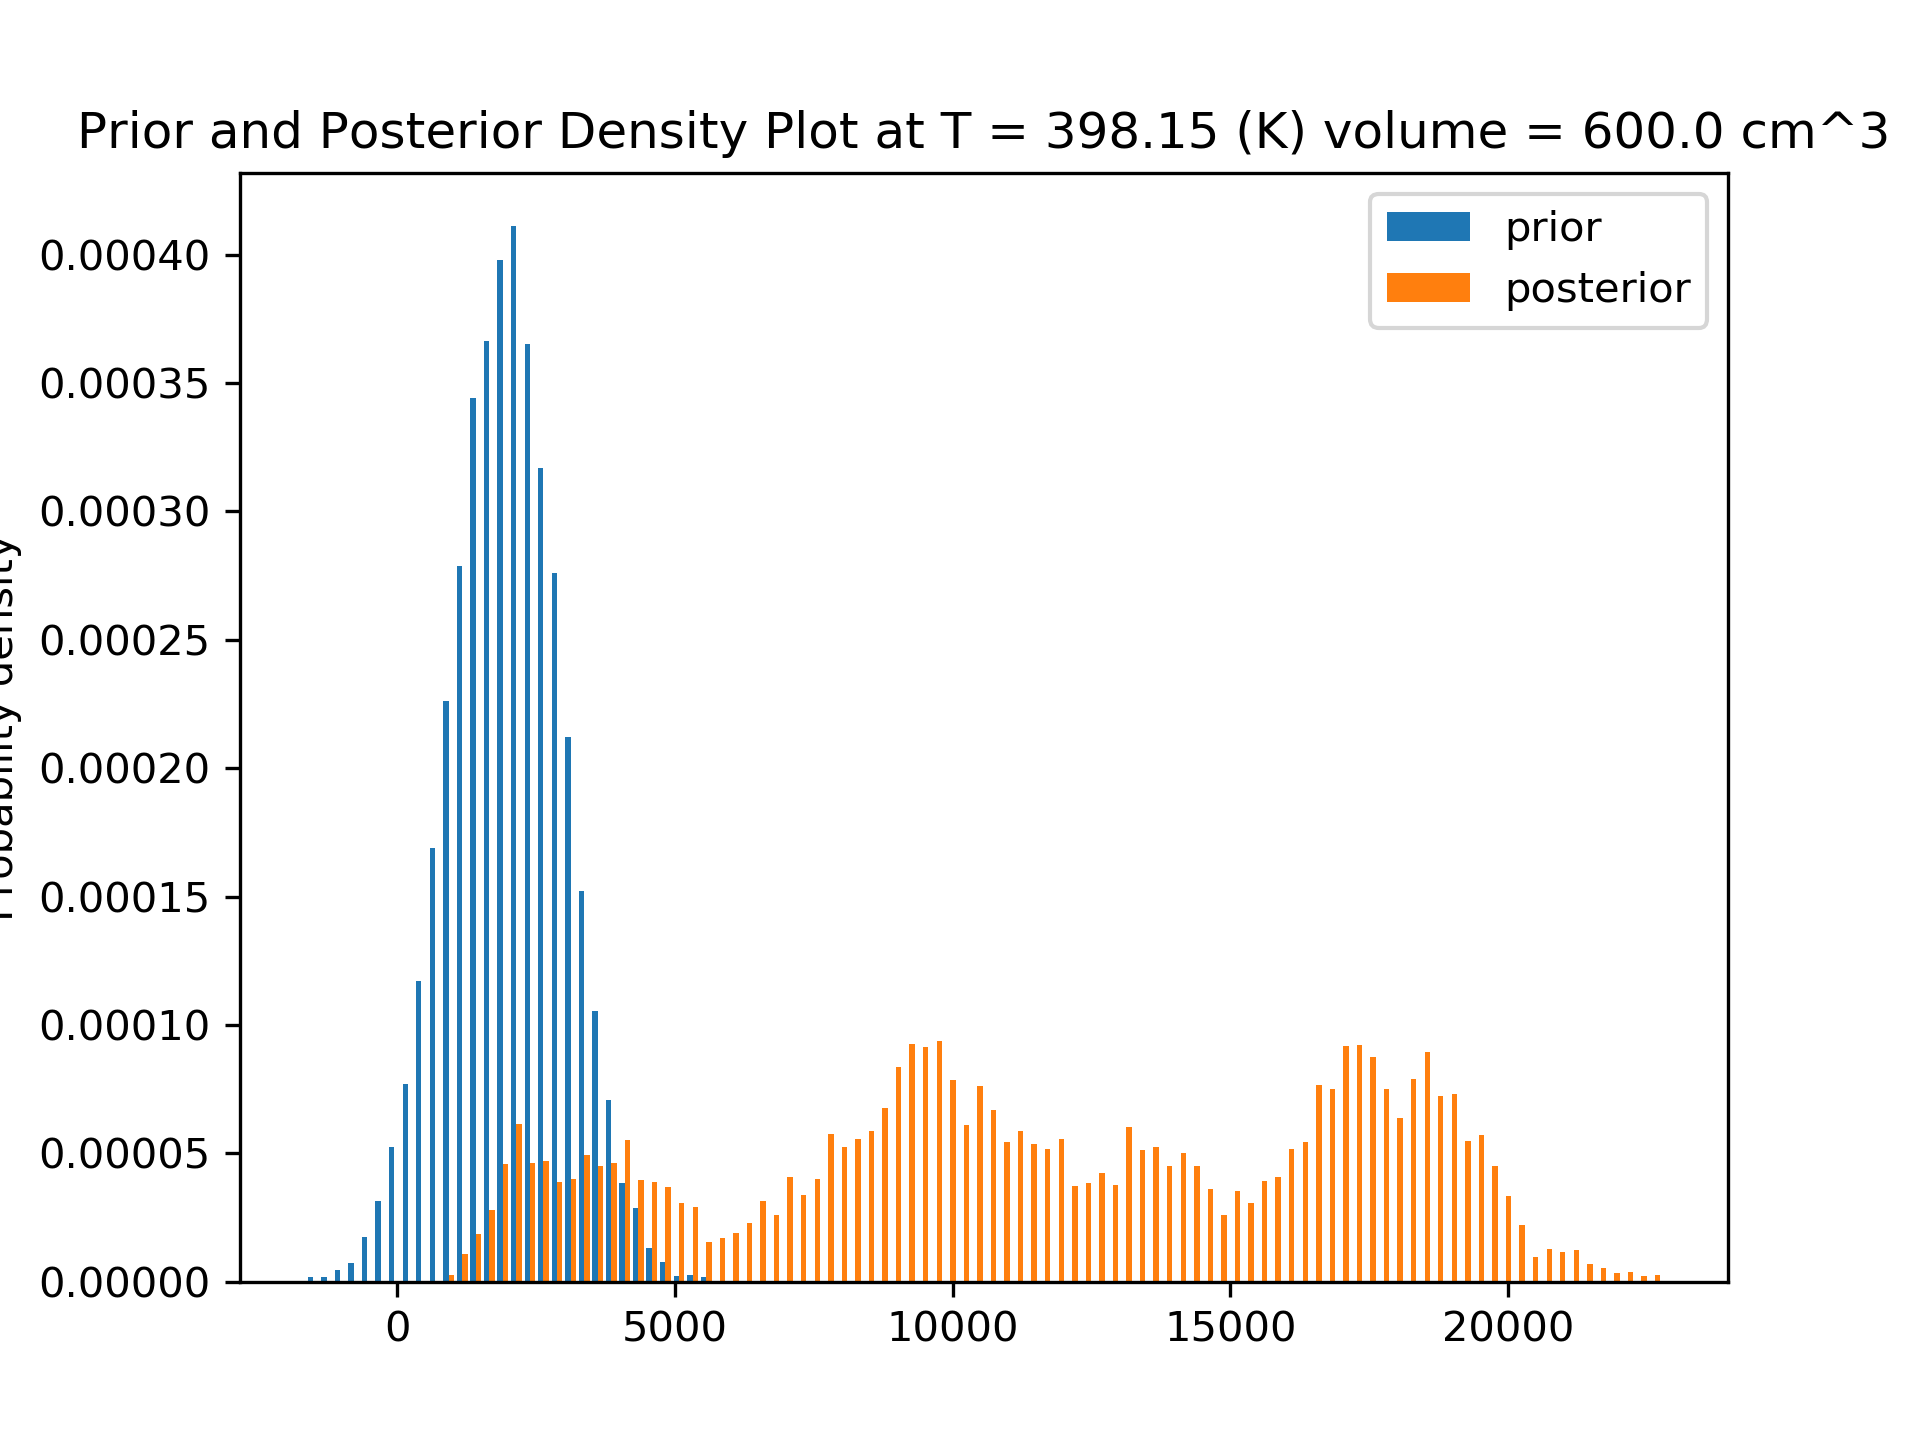 Prior and Posterior Density Plot at T = 398.15 (K) volume = 600.0 cm^3
prior
posterior
Probability density
0.00040
0.00035
0.00030
0.00025
0.00020
0.00015
0.00010
0.00005
0.00000
0 5000 10000 15000 20000